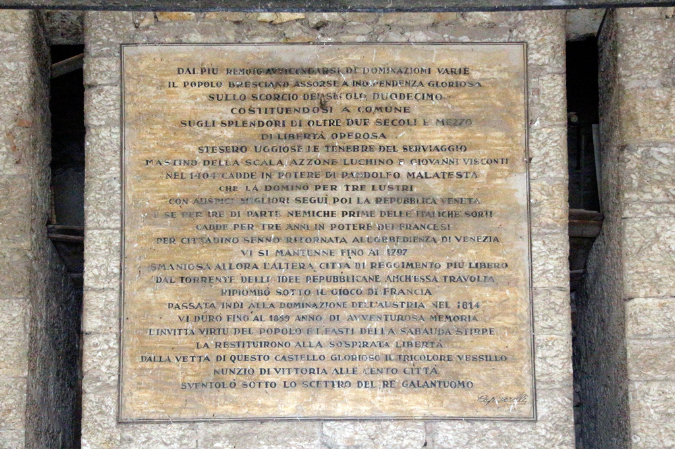 DAI PIÙ REMOTI AVVICENDARSI DI DOMINAZIONI VARIE
IL POPOLO BRESCIANO ASSORSE A INDIPENDENZA GLORIOSA
SULLO SCORCIO DEL SECOLO DUODECIMO
COSTITUENDOSI A COMUNE
SUGLI SPLENDORI DI OLTRE DUE SECOLI E MEZZO
DI LIBERTÀ OPEROSA
STESERO UGGIOSE LE TENEBRE DEL SERVAGGIO
MASTINO DELLA SCALA, AZZONE LUCHINO E GIOVANNI VISCONTI
NEL 1404 CADDE IN POTERE DI PANDOLFO MALATESTA
CHE LA DOMINÒ PER TRE LUSTRI
CON AUSPICI MIGLIORI SEGUÌ POI LA REPUBBLICA VENETA
E SE PER IRE DI PARTE NEMICHE PRIME DELLE ITALICHE SORTI
CADDE PER TRE ANNI IN POTERE DEI FRANCESI
PER CITTADINO SENNO RITORNATA ALL'OBBEDIENZA DI VENEZIA
VI SI MANTENNE FINO AL 1797
SMANIOSA ALLORA L'ALTERA CITTÀ DI REGGIMENTO PIÙ LIBERO
DAL TORRENTE DELLE IDEE REPUBBLICANE ANCH'ESSA TRAVOLTA
RIPIOMBÒ SOTTO IL GIOGO DI FRANCIA
PASSATA INDI ALLA DOMINAZIONE DELL'AUSTRIA NEL 1814
VI DURÒ FINO AL 1859 ANNO DI AVVENTUROSA MEMORIA
L'INVITTA VIRTÙ DEL POPOLO E I FASTI DELLA SABAUDA STIRPE
LA RESTITUIRONO ALLA SOSPIRATA LIBERTÀ
DALLA VETTA DI QUESTO CASTELLO GLORIOSO IL TRICOLORE VESSILLO
NUNZIO DI VITTORIA ALLE CENTO CITTÀ
SVENTOLÒ SOTTO LO SCETTRO DEL RE GALANTUOMO